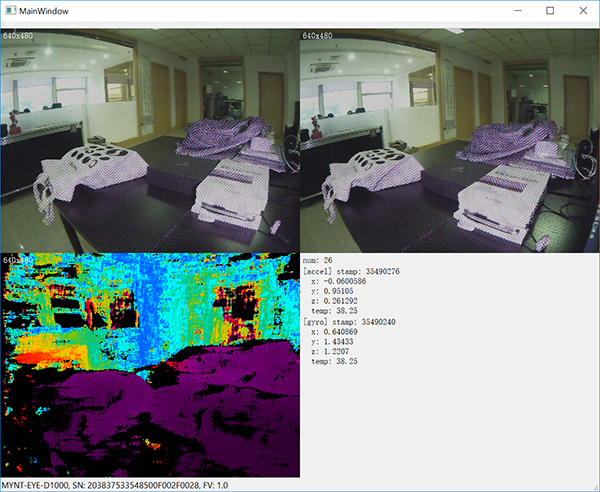 MainWindow
640x480
640x480
640x480
num: 26
[accel] stamp: 35490276
x: -0.0600586
y: 0.95105
z: 0.261292
temp: 38.25
[gyro] stamp: 35490240
x: 0.640869
y: 1.43433
z: 1.2207
temp: 38.25
MYNT-EYE-D1000, SN: 203837533548500F002F0028, FV: 1.0